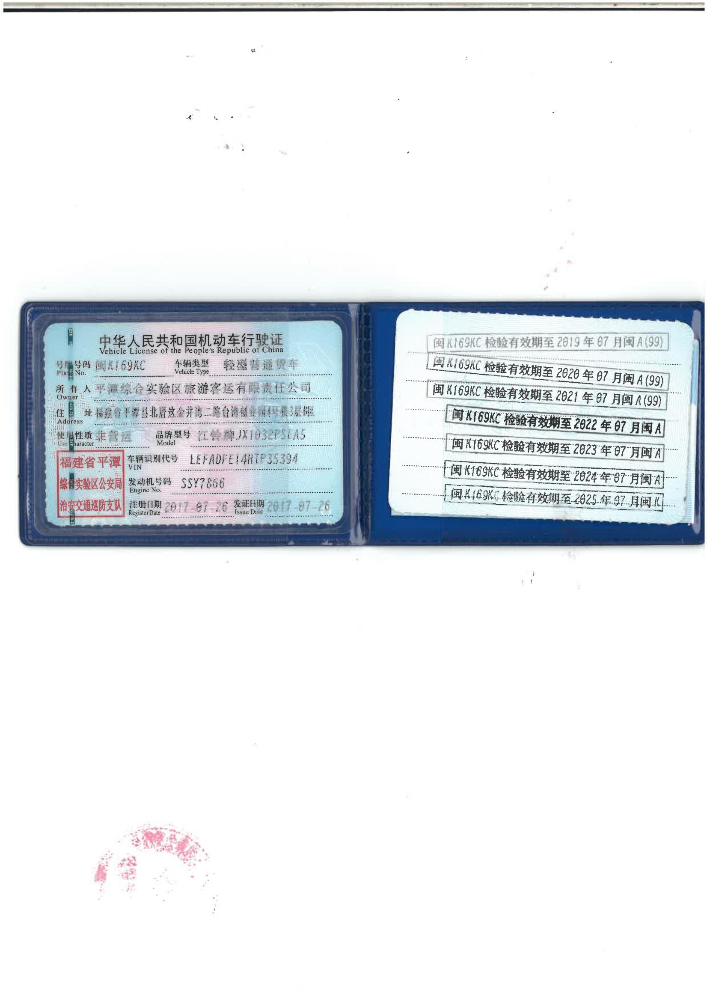 中华人民共和国机动车行驶证
Vehicle License of the People's Republic of China
号牌号码 闽K169KC 车辆类型 轻型普通货车
Plate No. Vehicle Type
所有人 平潭综合实验区旅游客运有限责任公司
Owner
住址 福建省平潭县北厝这金井湾二路台湾创业园4号楼3层B区
Address
使用性质 非营运 品牌型号 江铃牌JX1032PSEA5
Use Character Model
福建省平潭
综合实验区公安局
治安交通巡防支队
车辆识别代号 LEFADFE14HTP35394
VIN
发动机号码 SSY7866
Engine No.
注册日期 2017-07-26 发证日期 2017-07-26
Register Date Issue Date
闽K169KC 检验有效期至 2019 年 07 月闽A(99)
闽K169KC 检验有效期至 2020 年 07 月闽A(99)
闽K169KC 检验有效期至 2021 年 07 月闽A(99)
闽K169KC 检验有效期至 2022 年 07 月闽A
闽K169KC 检验有效期至 2023 年 07 月闽A
闽K169KC 检验有效期至 2024 年 07 月闽A
闽K169KC 检验有效期至 2025 年 07 月闽K